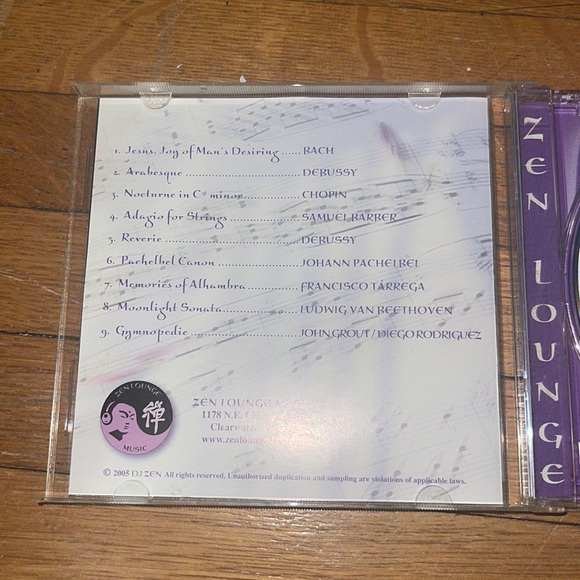 1. Jesus, Joy of Man's Desiring ...... BACH
2. Arabesque ............................. DEBUSSY
3. Nocturne in C# minor .............. CHOPIN
4. Adagio for Strings .................. SAMUEL BARBER
5. Reverie ................................... DEBUSSY
6. Pachelbel Canon ..................... JOHANN PACHELBEL
7. Memories of Alhambra ............. FRANCISCO TÁRREGA
8. Moonlight Sonata ................... LUDWIG VAN BEETHOVEN
9. Gymnopedie ............................ JOHN GROUT / DIEGO RODRIGUEZ
ZEN LOUNGE
禅
MUSIC
ZEN LOUNGE
1178 N.E.
© 2005 DJ ZEN All rights reserved. Unauthorized duplication and sampling are violations of applicable laws.
ZEN LOUNGE